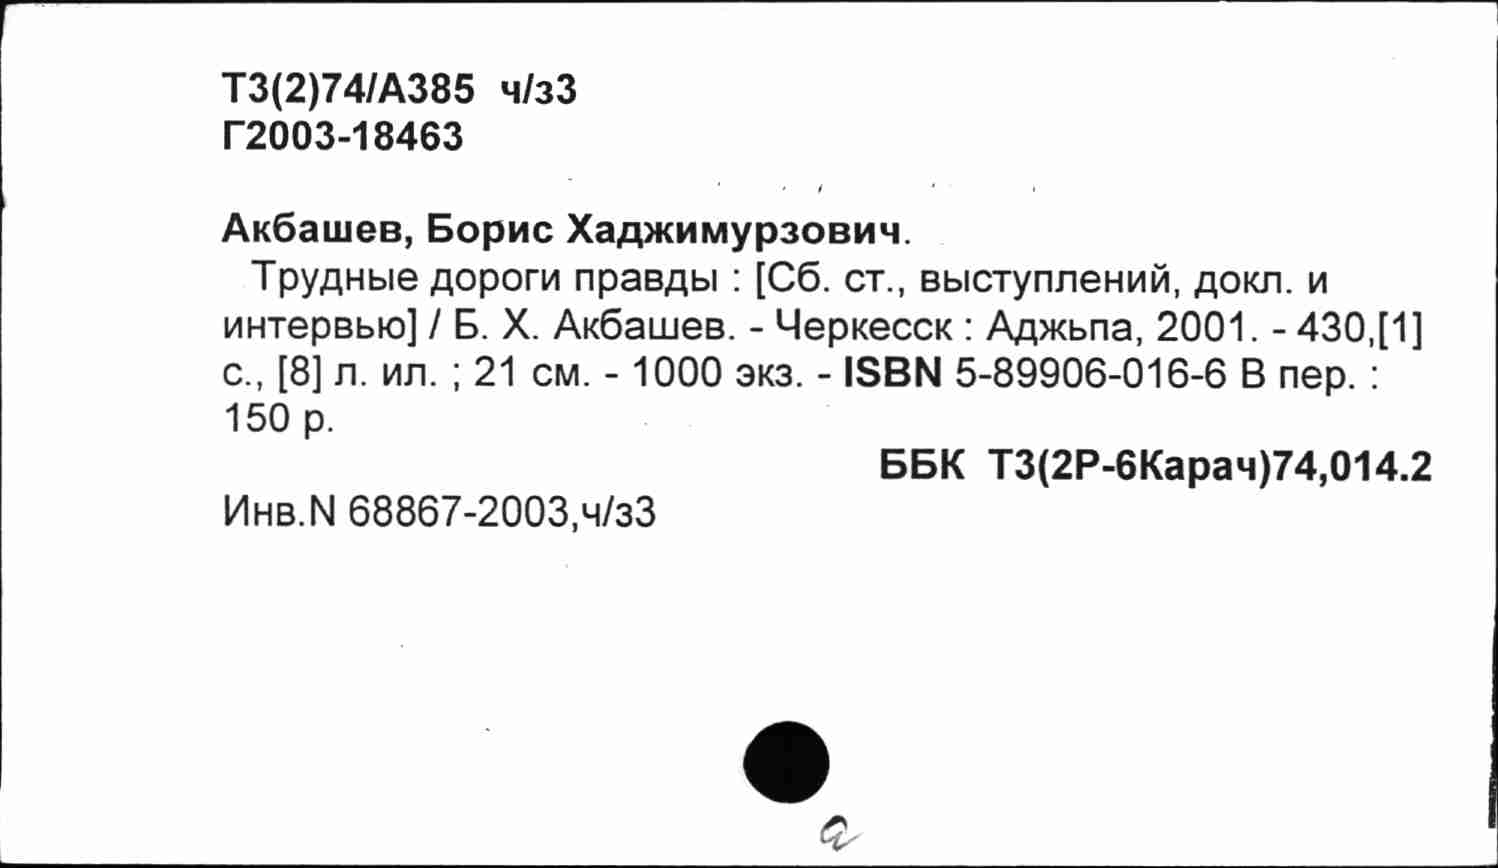 Т3(2)74/А385 ч/з3
Г2003-18463
Акбашев, Борис Хаджимурзович.
Трудные дороги правды : [Сб. ст., выступлений, докл. и
интервью] / Б. Х. Акбашев. - Черкесск : Аджьпа, 2001. - 430,[1]
с., [8] л. ил. ; 21 см. - 1000 экз. - ISBN 5-89906-016-6 В пер. :
150 р.
ББК Т3(2Р-6Карач)74,014.2
Инв.N 68867-2003,ч/з3